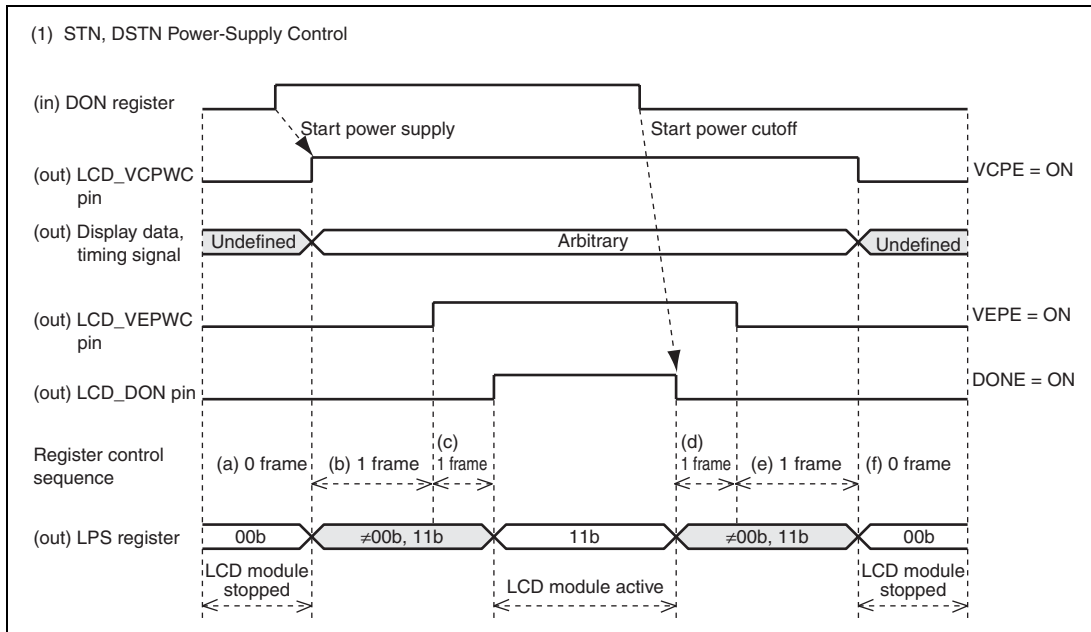 (1) STN, DSTN Power-Supply Control
(in) DON register
Start power supply
Start power cutoff
(out) LCD_VCPWC
pin
VCPE = ON
(out) Display data,
timing signal
Undefined
Arbitrary
Undefined
(out) LCD_VEPWC
pin
VEPE = ON
(out) LCD_DON pin
DONE = ON
Register control
sequence
(a) 0 frame
(b) 1 frame
(c)
1 frame
(d)
1 frame
(e) 1 frame
(f) 0 frame
(out) LPS register
00b
≠00b, 11b
11b
≠00b, 11b
00b
LCD module
stopped
LCD module active
LCD module
stopped